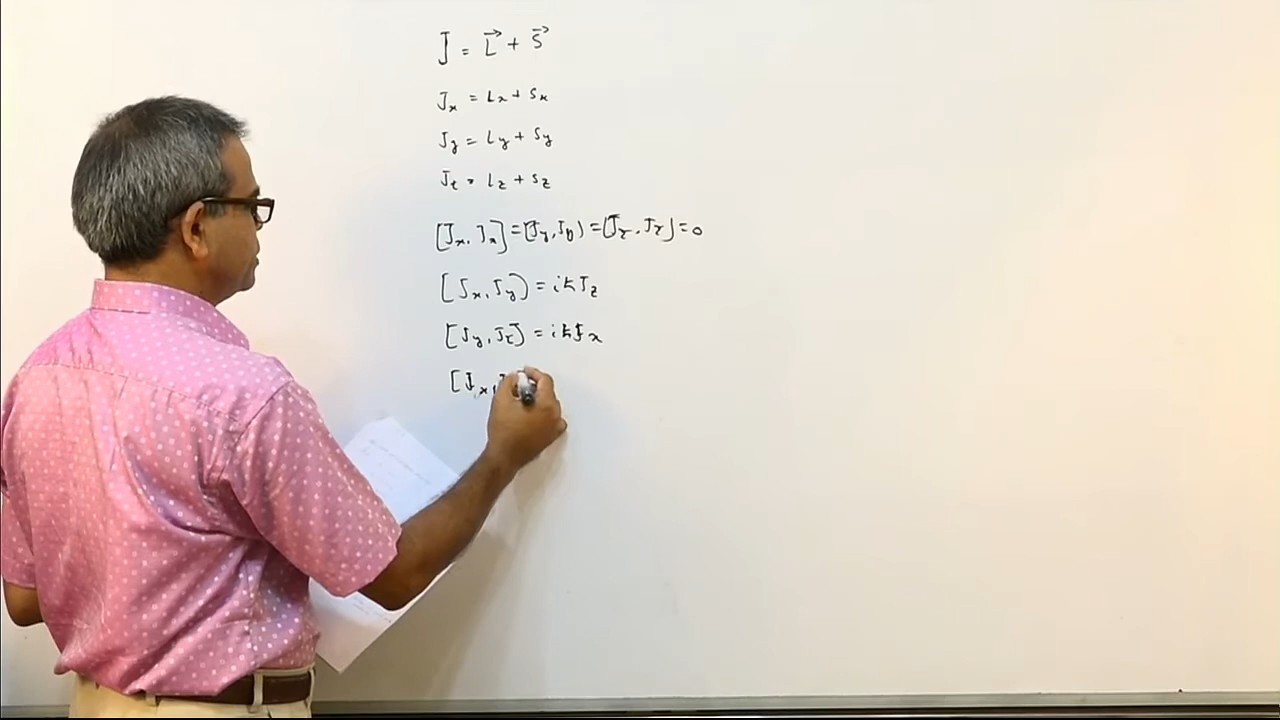 J = L⃗ + S⃗
Jx = Lx + Sx
Jy = Ly + Sy
Jz = Lz + Sz
[Jx, Jx] = [Jy, Jy) = [Jz, Jz] = 0
[Jx, Jy) = iℏJz
[Jy, Jz] = iℏJx
[Jx,